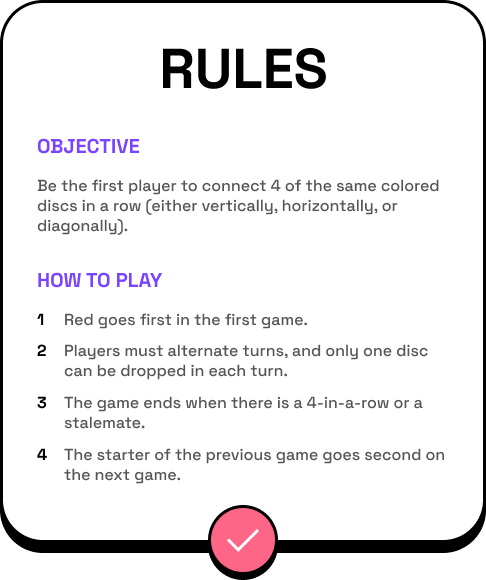 RULES
OBJECTIVE
Be the first player to connect 4 of the same colored
discs in a row (either vertically, horizontally, or
diagonally).
HOW TO PLAY
1 Red goes first in the first game.
2 Players must alternate turns, and only one disc
can be dropped in each turn.
3 The game ends when there is a 4-in-a-row or a
stalemate.
4 The starter of the previous game goes second on
the next game.